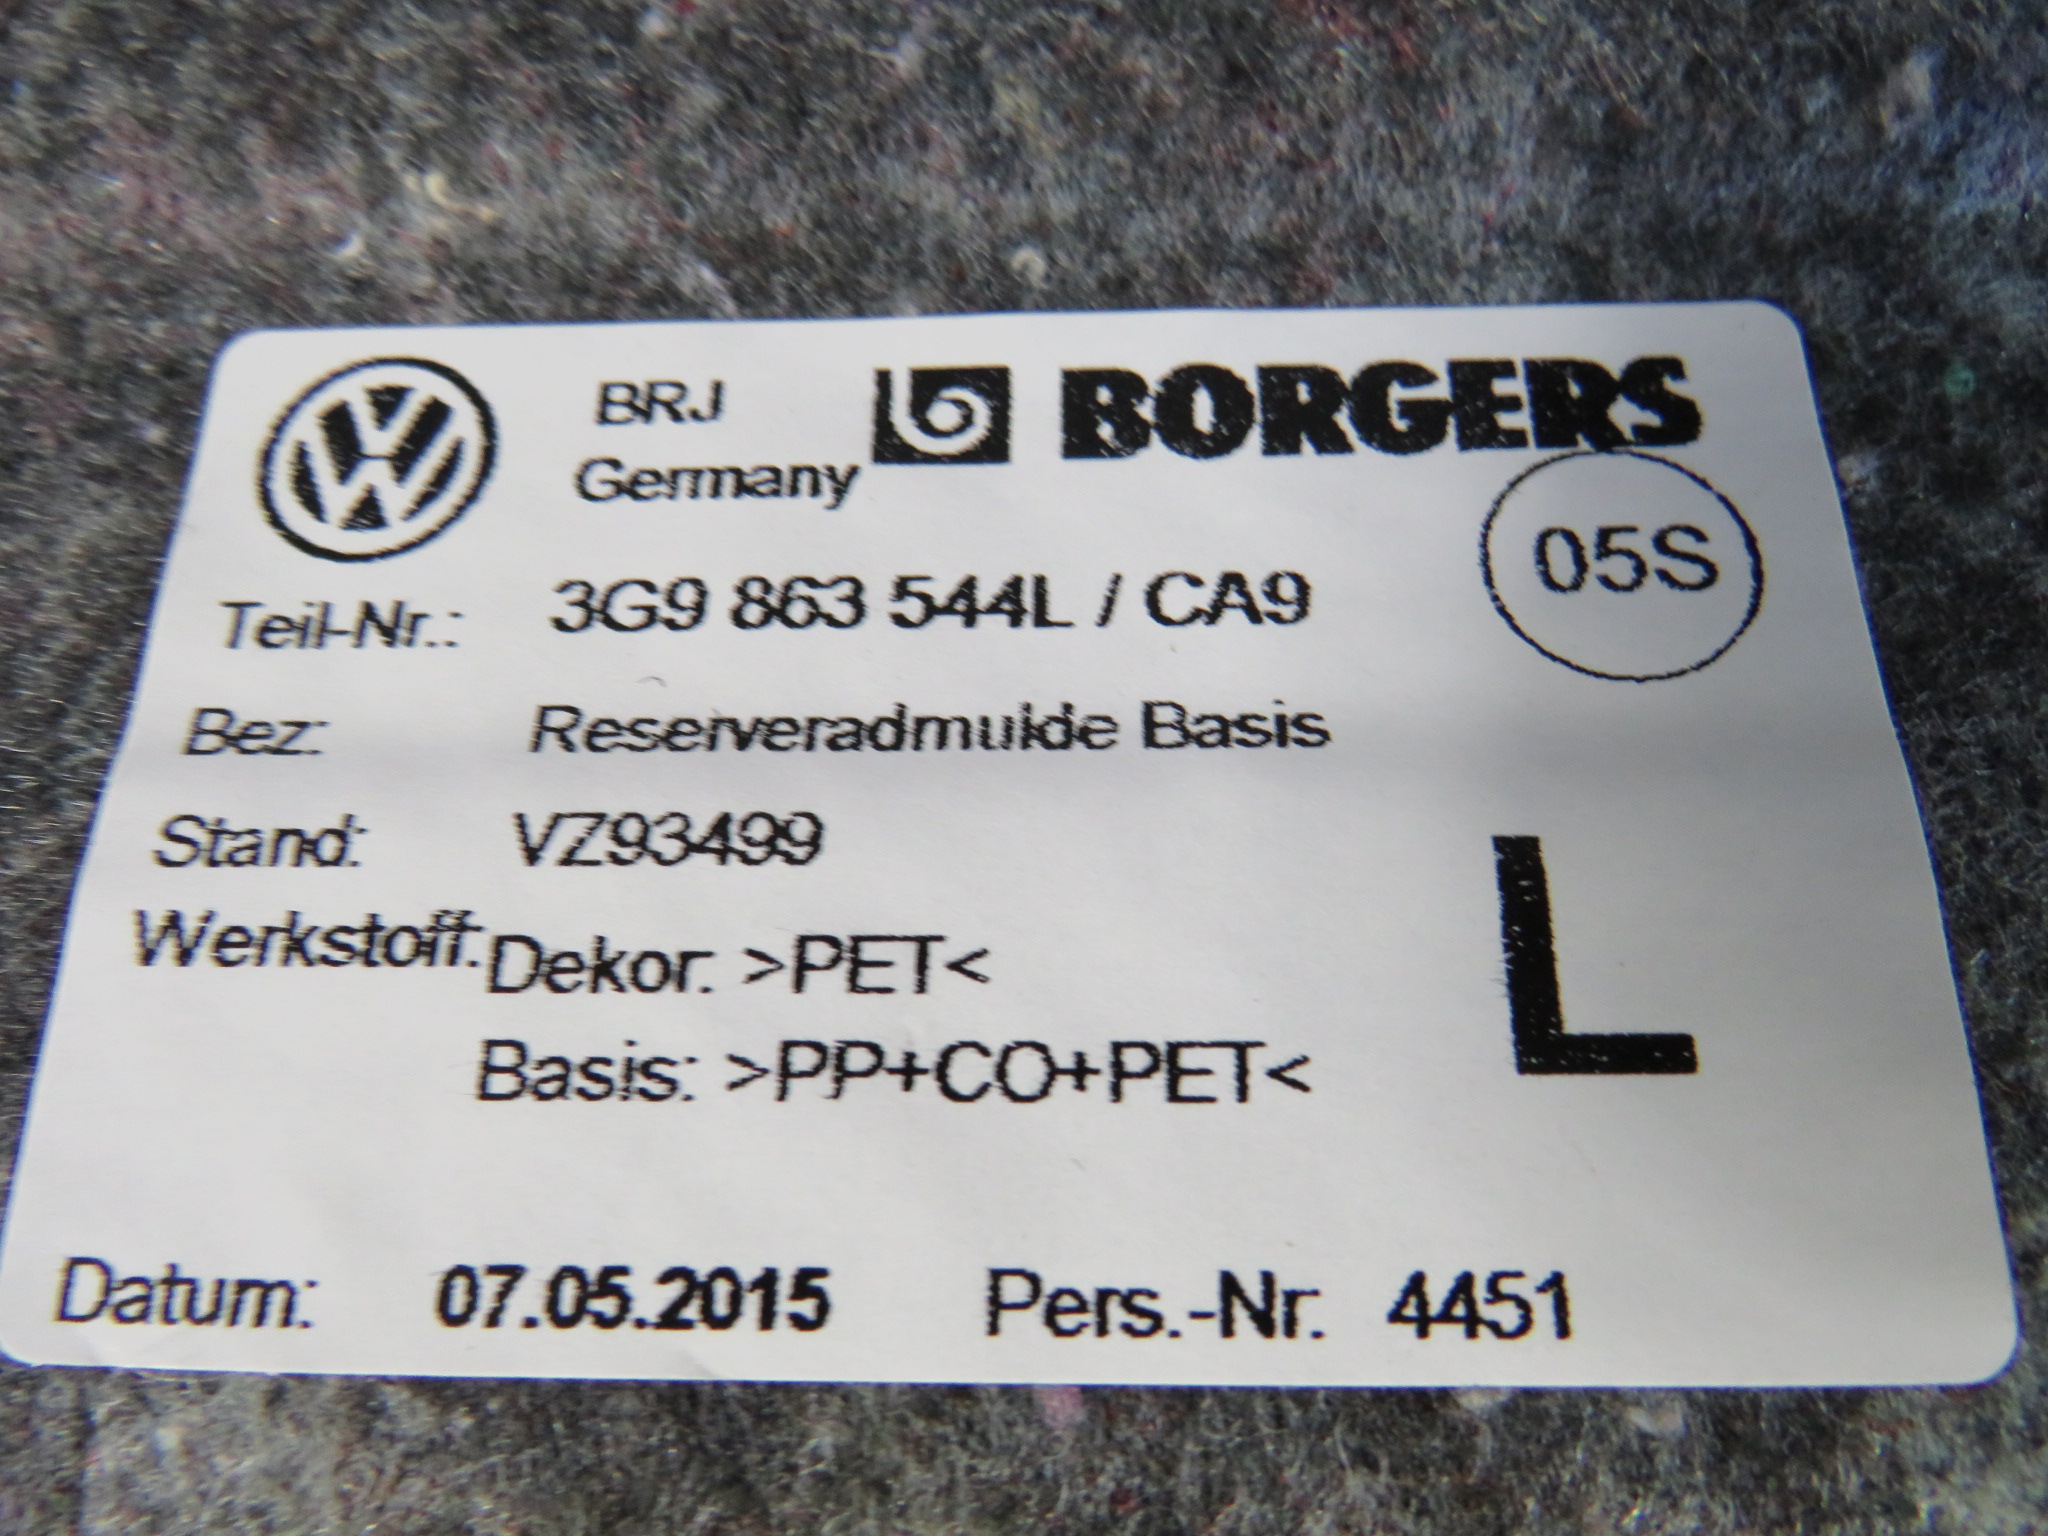 BRJ BORGERS
Germany
05S
Teil-Nr.: 3G9 863 544L / CA9
Bez: Reserveradmulde Basis
Stand: VZ93499
Werkstoff: Dekor: >PET<
Basis: >PP+CO+PET<
L
Datum: 07.05.2015 Pers.-Nr. 4451